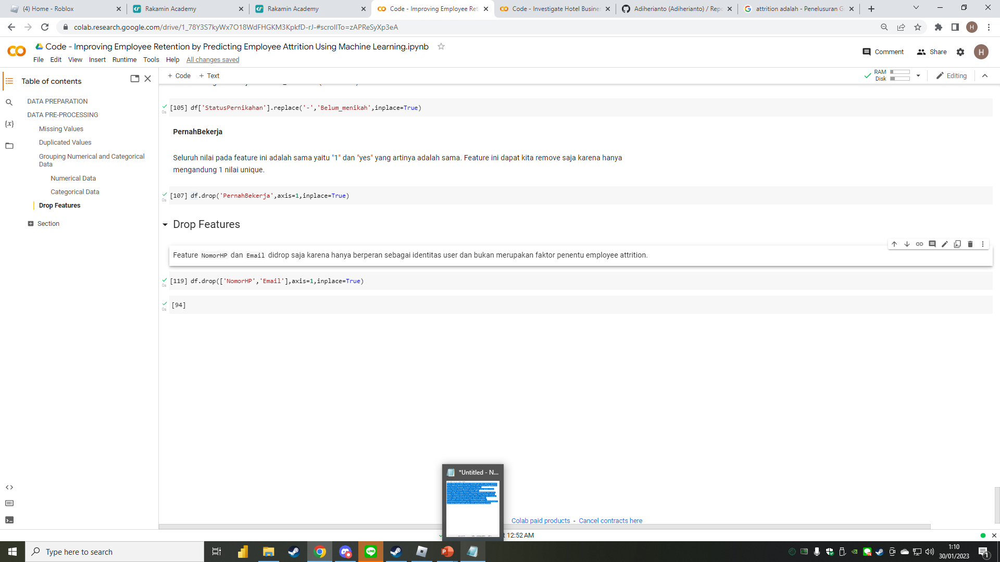 (4) Home - Roblox
Rakamin Academy
Rakamin Academy
Code - Improving Employee Ret
Code - Investigate Hotel Busine
Adiherianto (Adiherianto) / Rep
attrition adalah - Penelusuran G
colab.research.google.com/drive/1_78Y3S7kyWx7O18WdFHGKM3KpkfD-rJ-#scrollTo=zAPReSyXp3eA
H
Code - Improving Employee Retention by Predicting Employee Attrition Using Machine Learning.ipynb
File Edit View Insert Runtime Tools Help All changes saved
Comment Share H
Table of contents
+ Code + Text
RAM
Disk
Editing
DATA PREPARATION
DATA PRE-PROCESSING
Missing Values
Duplicated Values
Grouping Numerical and Categorical
Data
Numerical Data
Categorical Data
Drop Features
Section
{x}
0s [105] df['StatusPernikahan'].replace('-','Belum_menikah',inplace=True)
PernahBekerja
Seluruh nilai pada feature ini adalah sama yaitu "1" dan "yes" yang artinya adalah sama. Feature ini dapat kita remove saja karena hanya
mengandung 1 nilai unique.
0s [107] df.drop('PernahBekerja',axis=1,inplace=True)
Drop Features
Feature NomorHP dan Email didrop saja karena hanya berperan sebagai identitas user dan bukan merupakan faktor penentu employee attrition.
0s [119] df.drop(['NomorHP','Email'],axis=1,inplace=True)
0s [94]
*Untitled - N...
Colab paid products - Cancel contracts here
t 12:52 AM
Type here to search
LINE
1:10
30/01/2023
1